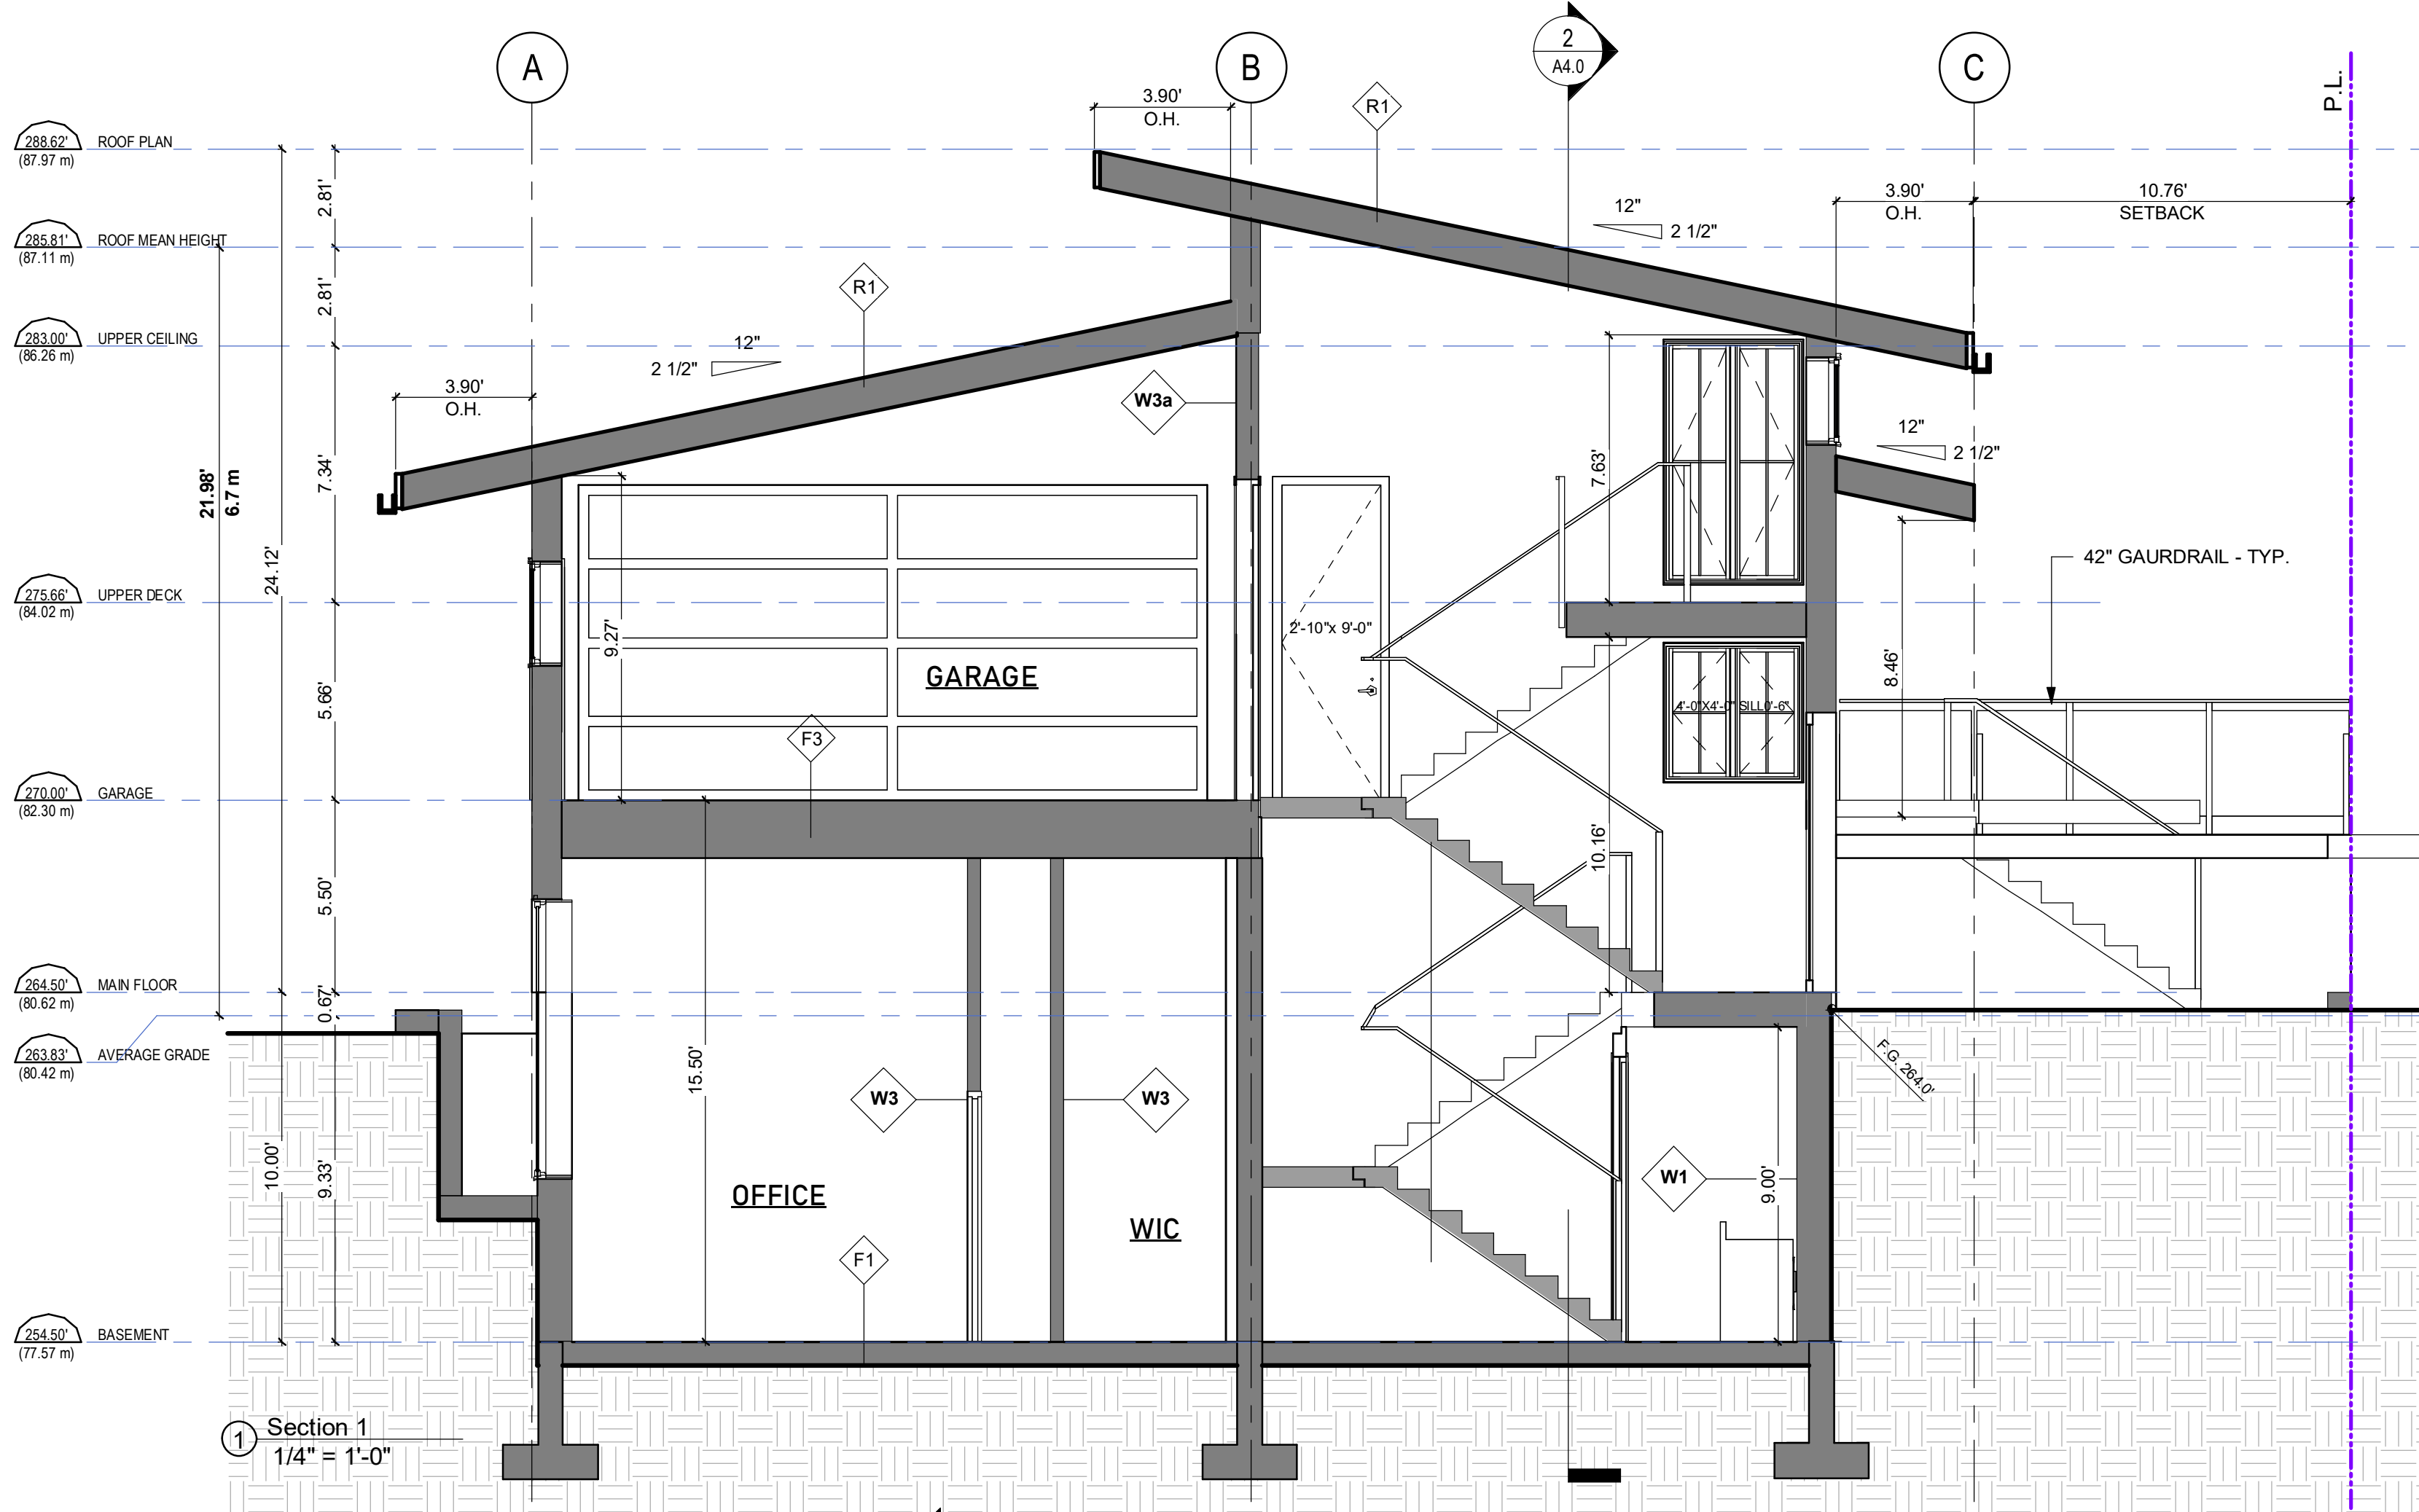 A
B
2
A4.0
C
P.L.
3.90'
O.H.
R1
288.62'
ROOF PLAN
(87.97 m)
2.81'
3.90'
O.H.
10.76'
SETBACK
12"
2 1/2"
285.81'
ROOF MEAN HEIGHT
(87.11 m)
2.81'
R1
283.00'
UPPER CEILING
(86.26 m)
12"
2 1/2"
3.90'
O.H.
W3a
12"
2 1/2"
21.98'
6.7 m
7.34'
7.63'
24.12'
42" GAURDRAIL - TYP.
275.66'
UPPER DECK
(84.02 m)
9.27'
2'-10"x 9'-0"
GARAGE
8.46'
5.66'
4'-0"X4'-0" SILL0'-6"
F3
270.00'
GARAGE
(82.30 m)
10.16'
5.50'
264.50'
MAIN FLOOR
(80.62 m)
0.67'
263.83'
AVERAGE GRADE
(80.42 m)
F.G. 264.0'
15.50'
W3
W3
10.00'
9.33'
W1
9.00'
OFFICE
WIC
F1
254.50'
BASEMENT
(77.57 m)
1
Section 1
1/4" = 1'-0"